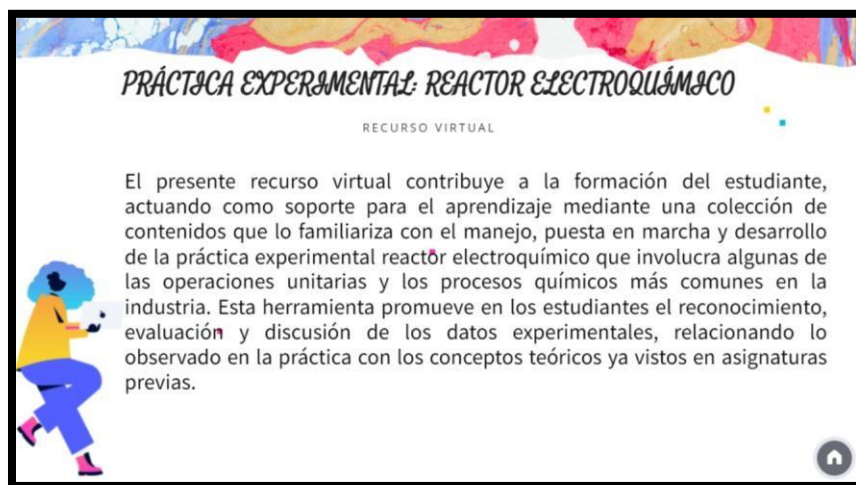 PRÁCTICA EXPERIMENTAL: REACTOR ELECTROQUÍMICO
RECURSO VIRTUAL
El presente recurso virtual contribuye a la formación del estudiante,
actuando como soporte para el aprendizaje mediante una colección de
contenidos que lo familiariza con el manejo, puesta en marcha y desarrollo
de la práctica experimental reactor electroquímico que involucra algunas de
las operaciones unitarias y los procesos químicos más comunes en la
industria. Esta herramienta promueve en los estudiantes el reconocimiento,
evaluación y discusión de los datos experimentales, relacionando lo
observado en la práctica con los conceptos teóricos ya vistos en asignaturas
previas.